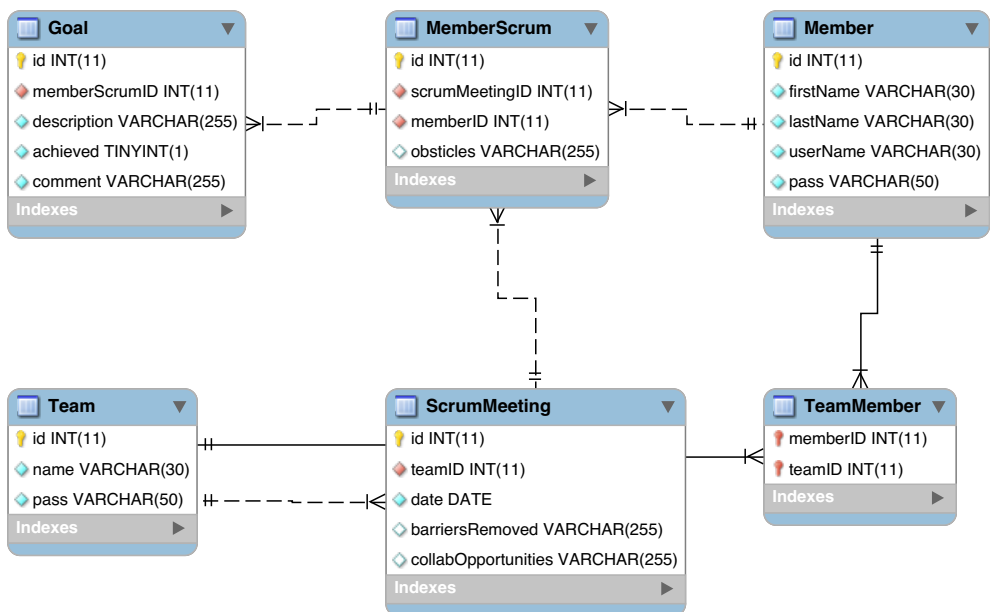 Goal
id INT(11)
memberScrumID INT(11)
description VARCHAR(255)
achieved TINYINT(1)
comment VARCHAR(255)
Indexes
MemberScrum
id INT(11)
scrumMeetingID INT(11)
memberID INT(11)
obsticles VARCHAR(255)
Indexes
Member
id INT(11)
firstName VARCHAR(30)
lastName VARCHAR(30)
userName VARCHAR(30)
pass VARCHAR(50)
Indexes
Team
id INT(11)
name VARCHAR(30)
pass VARCHAR(50)
Indexes
ScrumMeeting
id INT(11)
teamID INT(11)
date DATE
barriersRemoved VARCHAR(255)
collabOpportunities VARCHAR(255)
Indexes
TeamMember
memberID INT(11)
teamID INT(11)
Indexes